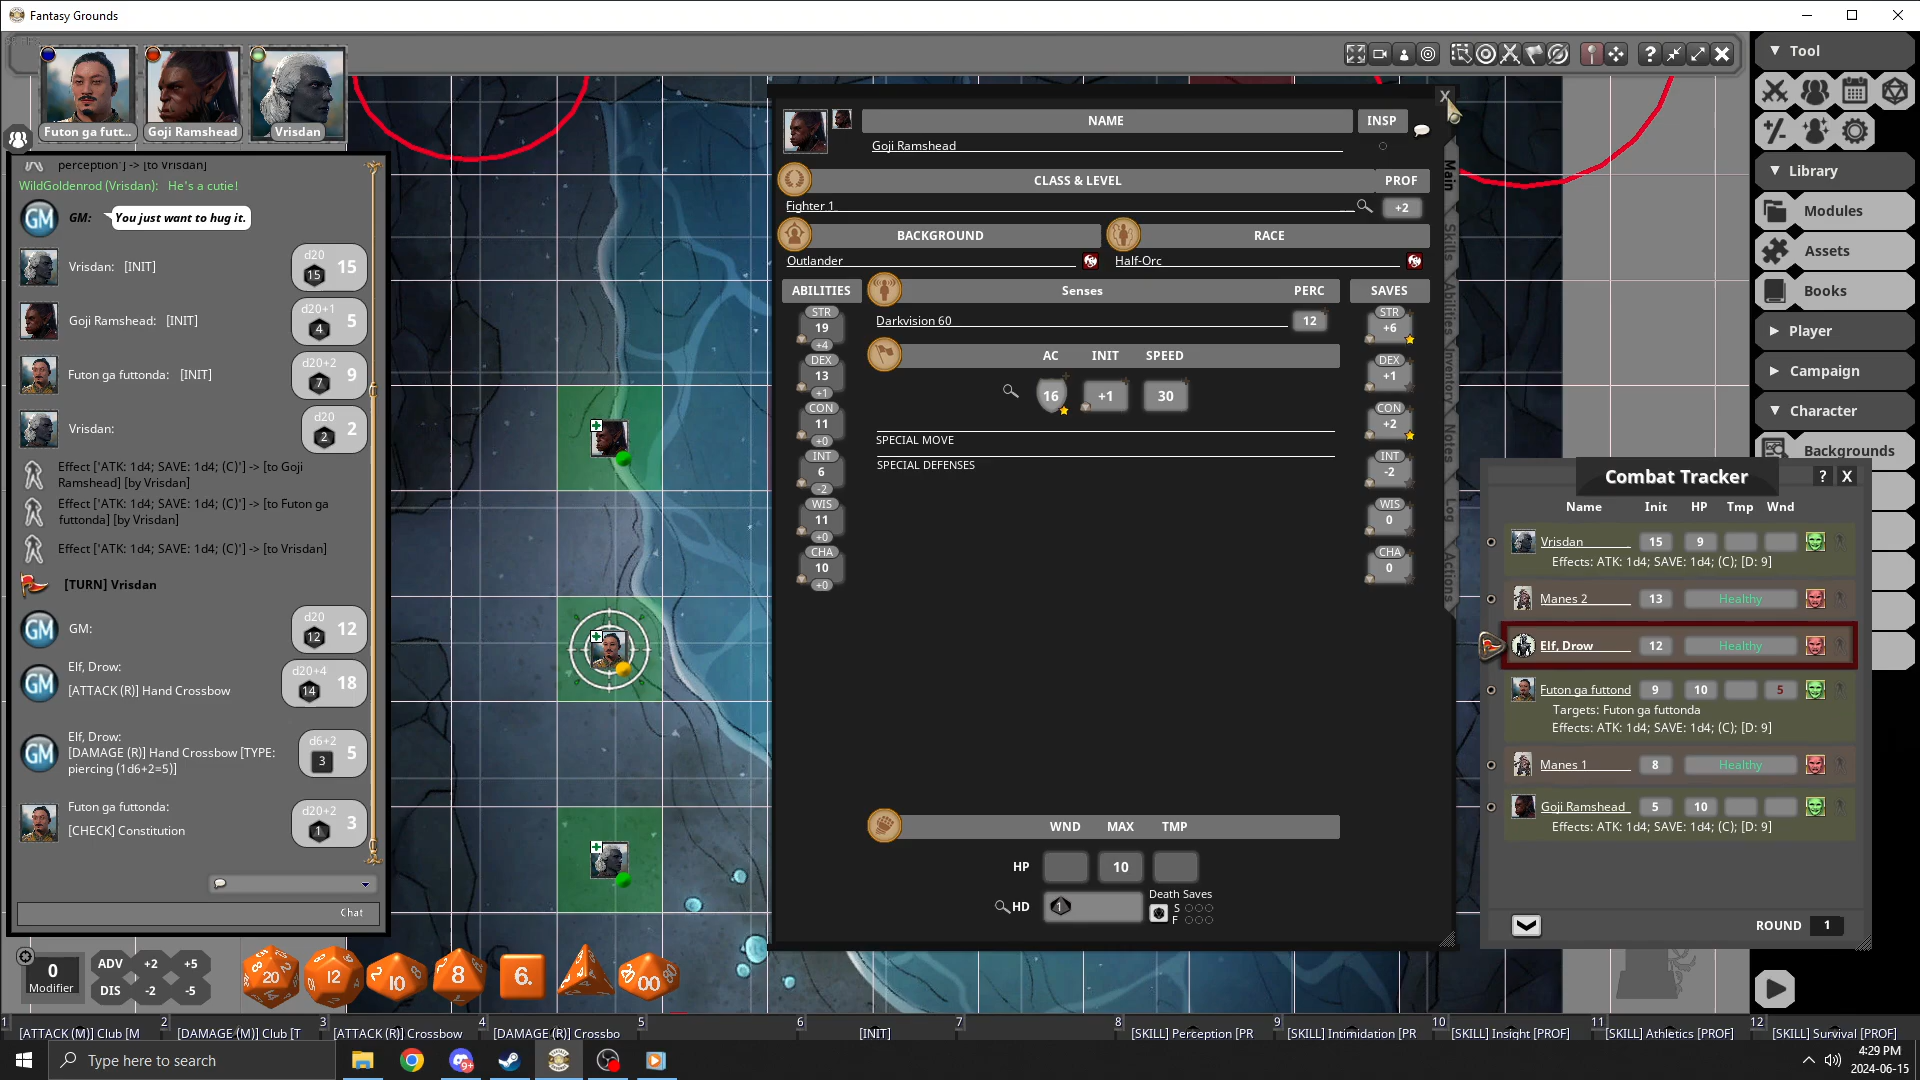 Fantasy Grounds
Futon ga futt...
Goji Ramshead
Vrisdan
perception'] -> [to Vrisdan]
WildGoldenrod (Vrisdan): He's a cutie!
GM
GM:
You just want to hug it.
Vrisdan: [INIT]
d20
15
15
Goji Ramshead: [INIT]
d20+1
4
5
Futon ga futtonda: [INIT]
d20+2
7
9
Vrisdan:
d20
2
2
Effect ['ATK: 1d4; SAVE: 1d4; (C)'] -> [to Goji
Ramshead] [by Vrisdan]
Effect ['ATK: 1d4; SAVE: 1d4; (C)'] -> [to Futon ga
futtonda] [by Vrisdan]
Effect ['ATK: 1d4; SAVE: 1d4; (C)'] -> [to Vrisdan]
[TURN] Vrisdan
GM
GM:
d20
12
12
GM
Elf, Drow:
[ATTACK (R)] Hand Crossbow
d20+4
14
18
GM
Elf, Drow:
[DAMAGE (R)] Hand Crossbow [TYPE:
piercing (1d6+2=5)]
d6+2
3
5
Futon ga futtonda:
[CHECK] Constitution
d20+2
1
3
Chat
0
Modifier
ADV +2 +5
DIS -2 -5
20
12
10
8
6.
00
NAME
INSP
Goji Ramshead
CLASS & LEVEL
PROF
Fighter 1
+2
BACKGROUND
RACE
Outlander
Half-Orc
ABILITIES
Senses
PERC
SAVES
Darkvision 60
12
STR
19
+4
DEX
13
+1
CON
11
+0
INT
6
-2
WIS
11
+0
CHA
10
+0
AC
INIT
SPEED
16
+1
30
SPECIAL MOVE
SPECIAL DEFENSES
STR
+6
DEX
+1
CON
+2
INT
-2
WIS
0
CHA
0
WND
MAX
TMP
HP
10
HD
1
Death Saves
S
F
Main
Skills
Abilities
Inventory
Notes
Log
Actions
X
Tool
Library
Modules
Assets
Books
Player
Campaign
Character
Backgrounds
Combat Tracker
?
X
Name Init HP Tmp Wnd
Vrisdan 15 9
Effects: ATK: 1d4; SAVE: 1d4; (C); [D: 9]
Manes 2 13 Healthy
Elf, Drow 12 Healthy
Futon ga futtond 9 10 5
Targets: Futon ga futtonda
Effects: ATK: 1d4; SAVE: 1d4; (C); [D: 9]
Manes 1 8 Healthy
Goji Ramshead 5 10
Effects: ATK: 1d4; SAVE: 1d4; (C); [D: 9]
ROUND 1
1 [ATTACK (M)] Club [M
2 [DAMAGE (M)] Club [T
3 [ATTACK (R)] Crossbow
4 [DAMAGE (R)] Crossbo
5
6 [INIT]
7
8 [SKILL] Perception [PR
9 [SKILL] Intimidation [PR
10 [SKILL] Insight [PROF]
11 [SKILL] Athletics [PROF]
12 [SKILL] Survival [PROF]
Type here to search
9+
4:29 PM
2024-06-15